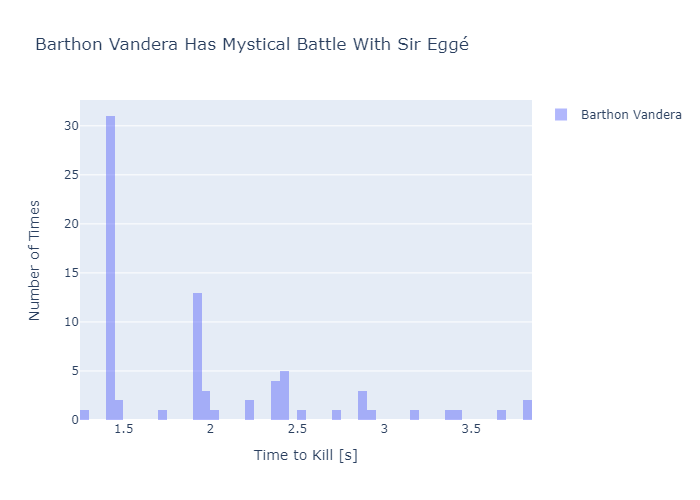 Barthon Vandera Has Mystical Battle With Sir Eggé
Barthon Vandera
30
25
20
15
10
5
0
Number of Times
1.5 2 2.5 3 3.5
Time to Kill [s]